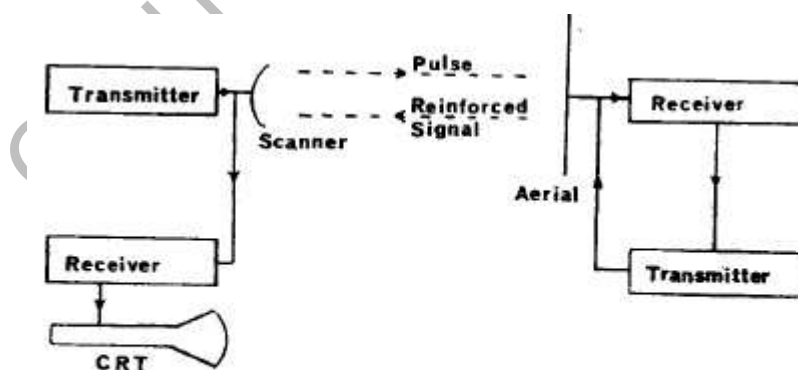 Transmitter
Pulse
Reinforced
Signal
Scanner
Receiver
Aerial
Receiver
Transmitter
CRT